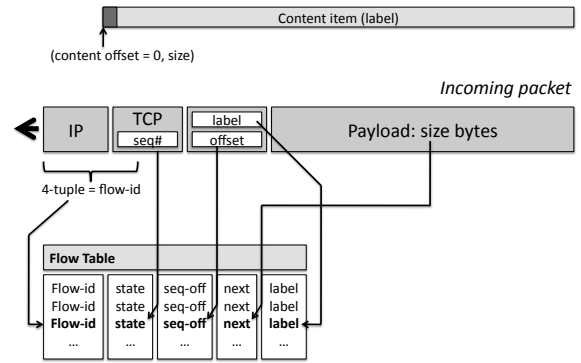 Content item (label)
(content offset = 0, size)
Incoming packet
IP
TCP
seq#
label
offset
Payload: size bytes
4-tuple = flow-id
Flow Table
Flow-id state seq-off next label
Flow-id state seq-off next label
Flow-id state seq-off next label
... ... ... ... ...